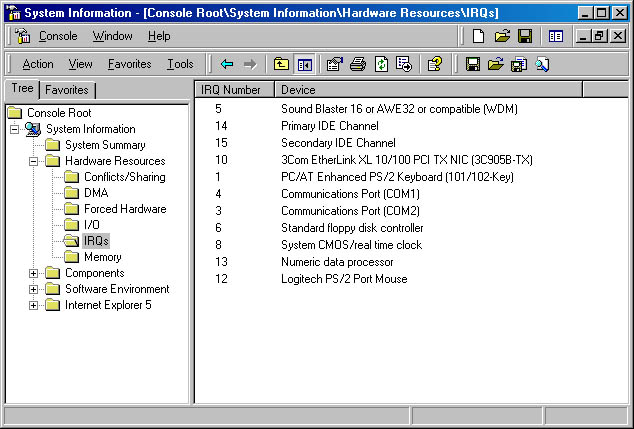 System Information - [Console Root\System Information\Hardware Resources\IRQs]
Console Window Help
Action View Favorites Tools
Tree Favorites
Console Root
System Information
System Summary
Hardware Resources
Conflicts/Sharing
DMA
Forced Hardware
I/O
IRQs
Memory
Components
Software Environment
Internet Explorer 5
IRQ Number Device
5 Sound Blaster 16 or AWE32 or compatible (WDM)
14 Primary IDE Channel
15 Secondary IDE Channel
10 3Com EtherLink XL 10/100 PCI TX NIC (3C905B-TX)
1 PC/AT Enhanced PS/2 Keyboard (101/102-Key)
4 Communications Port (COM1)
3 Communications Port (COM2)
6 Standard floppy disk controller
8 System CMOS/real time clock
13 Numeric data processor
12 Logitech PS/2 Port Mouse